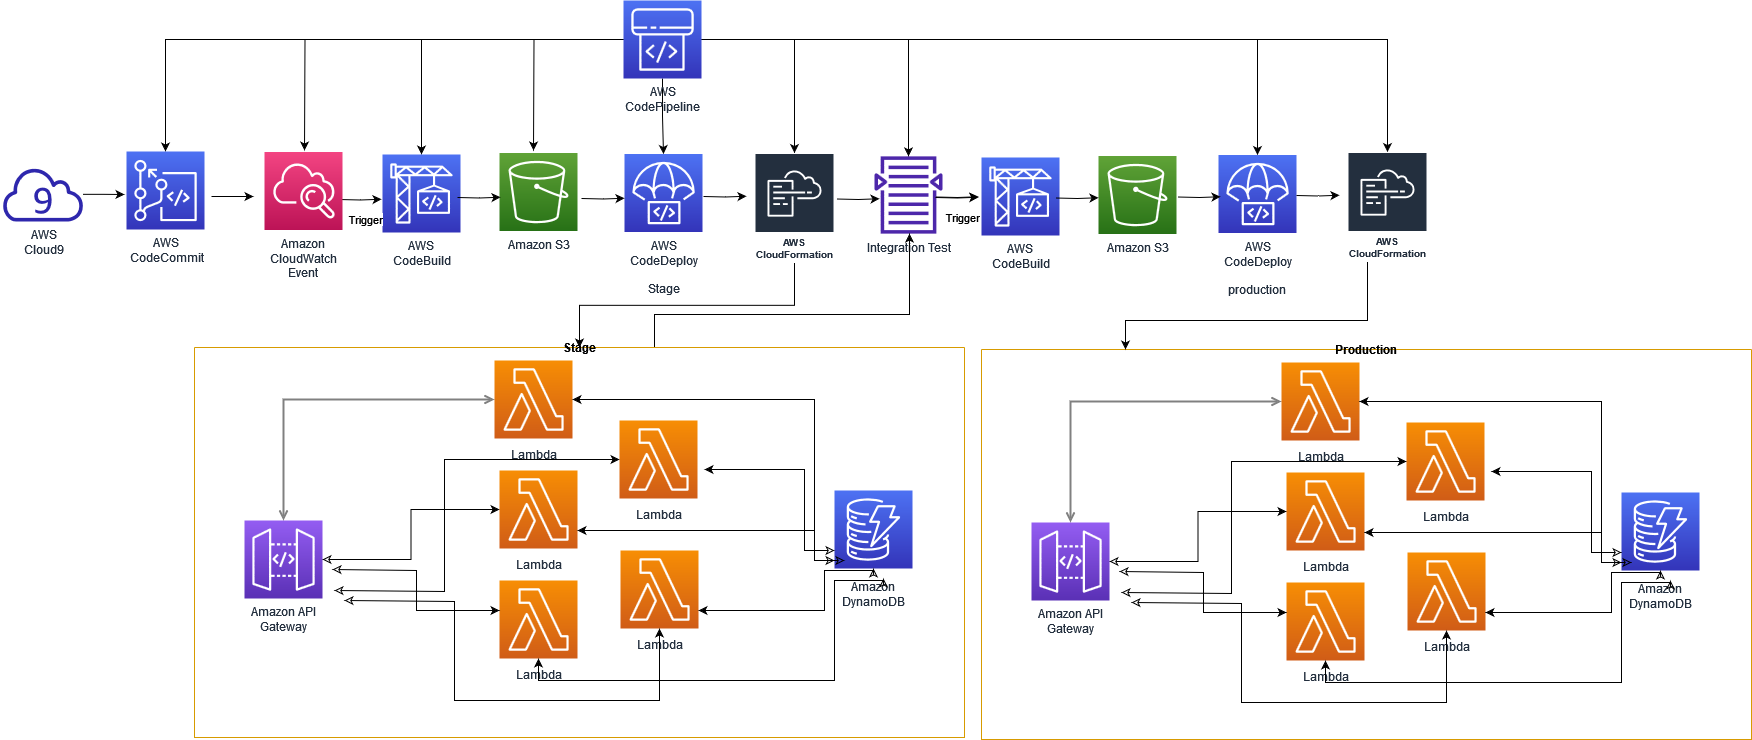 AWS
CodePipeline
AWS
Cloud9
AWS
CodeCommit
Amazon
CloudWatch
Event
Trigger
AWS
CodeBuild
Amazon S3
AWS
CodeDeploy
Stage
AWS
CloudFormation
Integration Test
Trigger
AWS
CodeBuild
Amazon S3
AWS
CodeDeploy
production
AWS
CloudFormation
Stage
Lambda
Lambda
Lambda
Lambda
Lambda
Amazon API
Gateway
Amazon
DynamoDB
Production
Lambda
Lambda
Lambda
Lambda
Lambda
Amazon API
Gateway
Amazon
DynamoDB